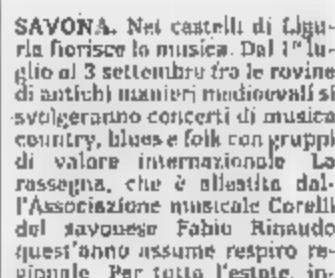 SAVONA. Nei castelli di Ligu-
ria fiorisce la musica. Dal 1° lu-
glio al 3 settembre fra le rovine
di antichi manieri medioevali si
svolgeranno concerti di musica
country, blues e folk con gruppi
di valore internazionale. La
rassegna, che è allestita dal-
l'Associazione musicale Corelli
del savonese Fabio Rinaudo
quest'anno assume respiro re-
gionale. Per tutta l'estate, in-